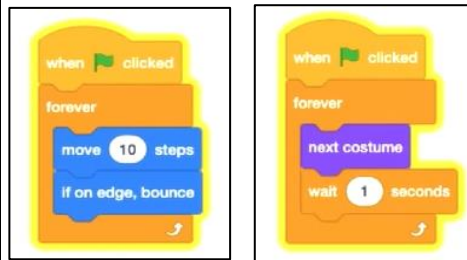 when clicked
forever
move 10 steps
if on edge, bounce
when clicked
forever
next costume
wait 1 seconds